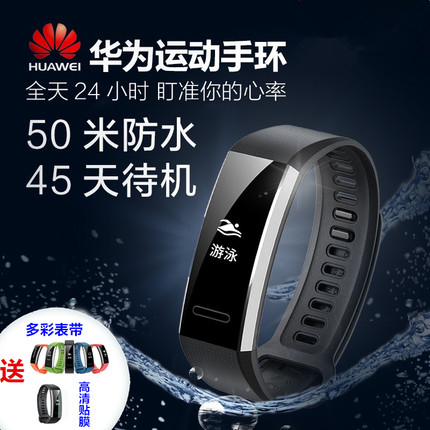 HUAWEI
华为运动手环
全天 24 小时 盯准你的心率
50 米防水
45 天待机
游泳
送
多彩表带
高清贴膜